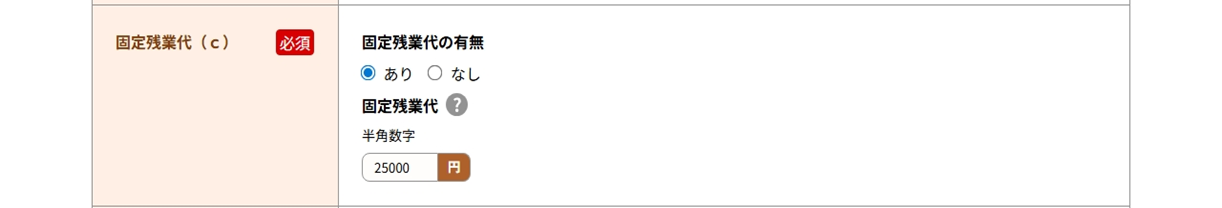 固定残業代（ｃ）
必須
固定残業代の有無
あり なし
固定残業代 ?
半角数字
25000 円